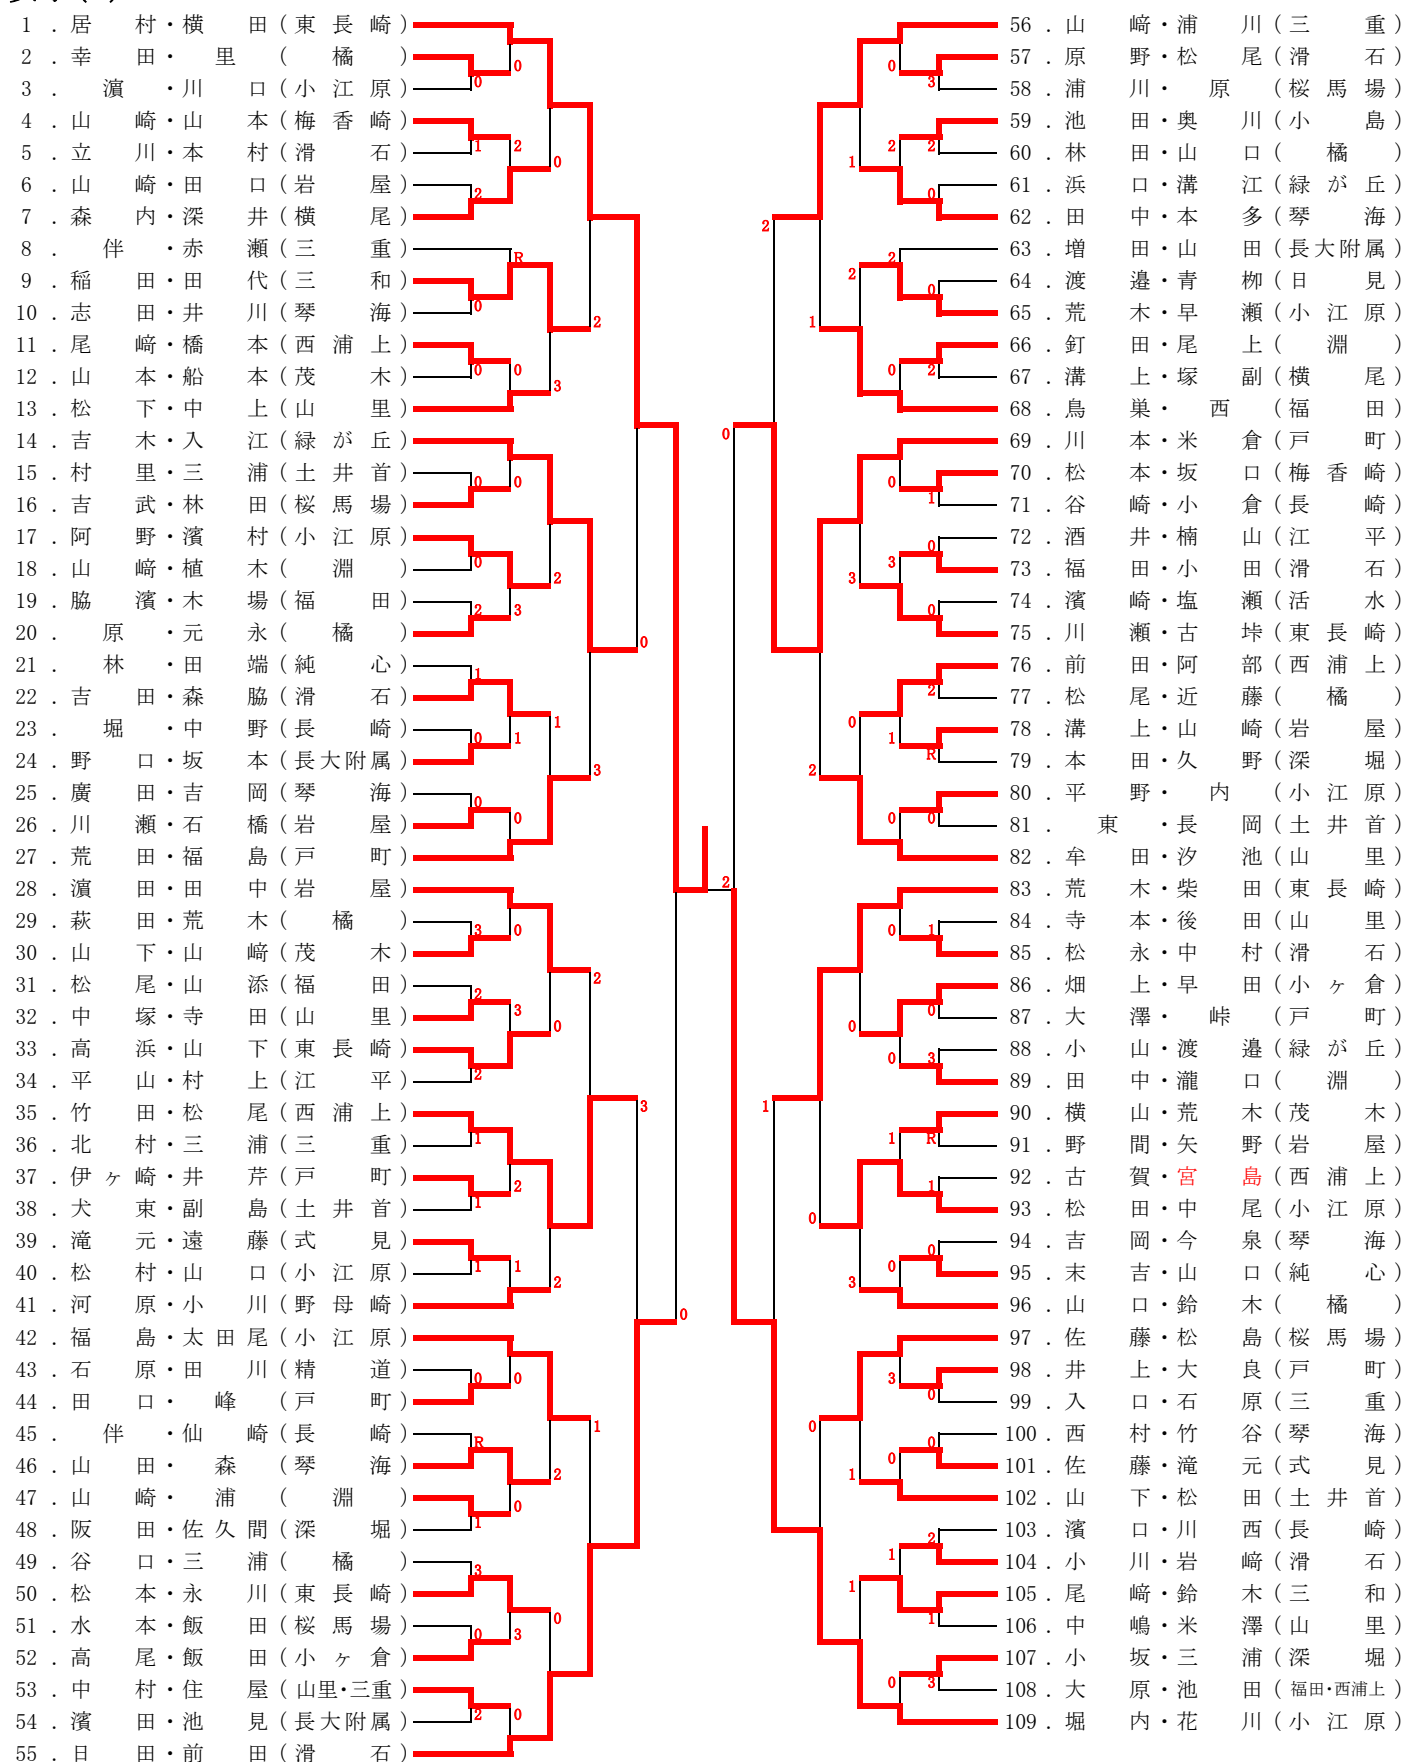 1 . 居村・横田 ( 東長崎 )
2 . 幸田・里 ( 橘 )
3 . 濵・川口 ( 小江原 )
4 . 山崎・山本 ( 梅香崎 )
5 . 立川・本村 ( 滑石 )
6 . 山崎・田口 ( 岩屋 )
7 . 森内・深井 ( 横尾 )
8 . 伴・赤瀬 ( 三重 )
9 . 稲田・田代 ( 三和 )
10 . 志田・井川 ( 琴海 )
11 . 尾﨑・橋本 ( 西浦上 )
12 . 山本・船本 ( 茂木 )
13 . 松下・中上 ( 山里 )
14 . 吉木・入江 ( 緑が丘 )
15 . 村里・三浦 ( 土井首 )
16 . 吉武・林田 ( 桜馬場 )
17 . 阿野・濱村 ( 小江原 )
18 . 山﨑・植木 ( 淵 )
19 . 脇濱・木場 ( 福田 )
20 . 原・元永 ( 橘 )
21 . 林・田端 ( 純心 )
22 . 吉田・森脇 ( 滑石 )
23 . 堀・中野 ( 長崎 )
24 . 野口・坂本 ( 長大附属 )
25 . 廣田・吉岡 ( 琴海 )
26 . 川瀬・石橋 ( 岩屋 )
27 . 荒田・福島 ( 戸町 )
28 . 濵田・田中 ( 岩屋 )
29 . 萩田・荒木 ( 橘 )
30 . 山下・山﨑 ( 茂木 )
31 . 松尾・山添 ( 福田 )
32 . 中塚・寺田 ( 山里 )
33 . 高浜・山下 ( 東長崎 )
34 . 平山・村上 ( 江平 )
35 . 竹田・松尾 ( 西浦上 )
36 . 北村・三浦 ( 三重 )
37 . 伊ヶ崎・井芹 ( 戸町 )
38 . 犬束・副島 ( 土井首 )
39 . 滝元・遠藤 ( 式見 )
40 . 松村・山口 ( 小江原 )
41 . 河原・小川 ( 野母崎 )
42 . 福島・太田尾 ( 小江原 )
43 . 石原・田川 ( 精道 )
44 . 田口・峰 ( 戸町 )
45 . 伴・仙崎 ( 長崎 )
46 . 山田・森 ( 琴海 )
47 . 山崎・浦 ( 淵 )
48 . 阪田・佐久間 ( 深堀 )
49 . 谷口・三浦 ( 橘 )
50 . 松本・永川 ( 東長崎 )
51 . 水本・飯田 ( 桜馬場 )
52 . 高尾・飯田 ( 小ヶ倉 )
53 . 中村・住屋 ( 山里・三重 )
54 . 濱田・池見 ( 長大附属 )
55 . 日田・前田 ( 滑石 )
56 . 山﨑・浦川 ( 三重 )
57 . 原野・松尾 ( 滑石 )
58 . 浦川・原 ( 桜馬場 )
59 . 池田・奥川 ( 小島 )
60 . 林田・山口 ( 橘 )
61 . 浜口・溝江 ( 緑が丘 )
62 . 田中・本多 ( 琴海 )
63 . 増田・山田 ( 長大附属 )
64 . 渡邉・青栁 ( 日見 )
65 . 荒木・早瀬 ( 小江原 )
66 . 釘田・尾上 ( 淵 )
67 . 溝上・塚副 ( 横尾 )
68 . 鳥巣・西 ( 福田 )
69 . 川本・米倉 ( 戸町 )
70 . 松本・坂口 ( 梅香崎 )
71 . 谷崎・小倉 ( 長崎 )
72 . 酒井・楠山 ( 江平 )
73 . 福田・小田 ( 滑石 )
74 . 濱崎・塩瀬 ( 活水 )
75 . 川瀬・古垰 ( 東長崎 )
76 . 前田・阿部 ( 西浦上 )
77 . 松尾・近藤 ( 橘 )
78 . 溝上・山崎 ( 岩屋 )
79 . 本田・久野 ( 深堀 )
80 . 平野・内 ( 小江原 )
81 . 東・長岡 ( 土井首 )
82 . 牟田・汐池 ( 山里 )
83 . 荒木・柴田 ( 東長崎 )
84 . 寺本・後田 ( 山里 )
85 . 松永・中村 ( 滑石 )
86 . 畑上・早田 ( 小ヶ倉 )
87 . 大澤・峠 ( 戸町 )
88 . 小山・渡邉 ( 緑が丘 )
89 . 田中・瀧口 ( 淵 )
90 . 横山・荒木 ( 茂木 )
91 . 野間・矢野 ( 岩屋 )
92 . 古賀・宮島 ( 西浦上 )
93 . 松田・中尾 ( 小江原 )
94 . 吉岡・今泉 ( 琴海 )
95 . 末吉・山口 ( 純心 )
96 . 山口・鈴木 ( 橘 )
97 . 佐藤・松島 ( 桜馬場 )
98 . 井上・大良 ( 戸町 )
99 . 入口・石原 ( 三重 )
100 . 西村・竹谷 ( 琴海 )
101 . 佐藤・滝元 ( 式見 )
102 . 山下・松田 ( 土井首 )
103 . 濱口・川西 ( 長崎 )
104 . 小川・岩﨑 ( 滑石 )
105 . 尾﨑・鈴木 ( 三和 )
106 . 中嶋・米澤 ( 山里 )
107 . 小坂・三浦 ( 深堀 )
108 . 大原・池田 ( 福田・西浦上 )
109 . 堀内・花川 ( 小江原 )